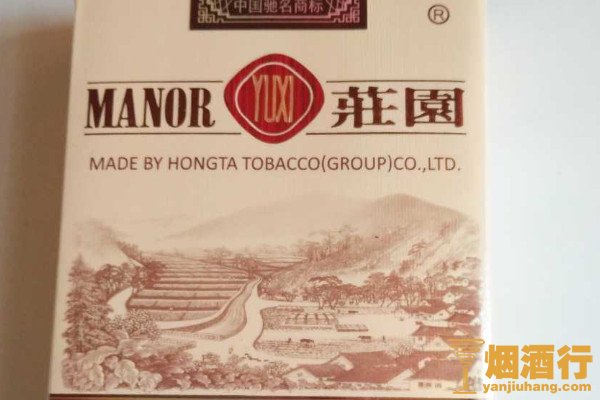 中国驰名商标
®
MANOR YUXI 莊園
MADE BY HONGTA TOBACCO(GROUP)CO.,LTD.
烟酒行
yanjiuhang.com